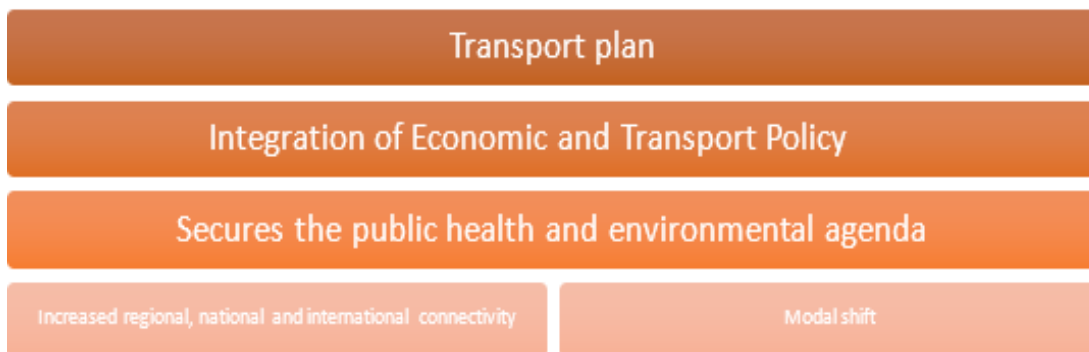 Transport plan
Integration of Economic and Transport Policy
Secures the public health and environmental agenda
Increased regional, national and international connectivity
Modal shift